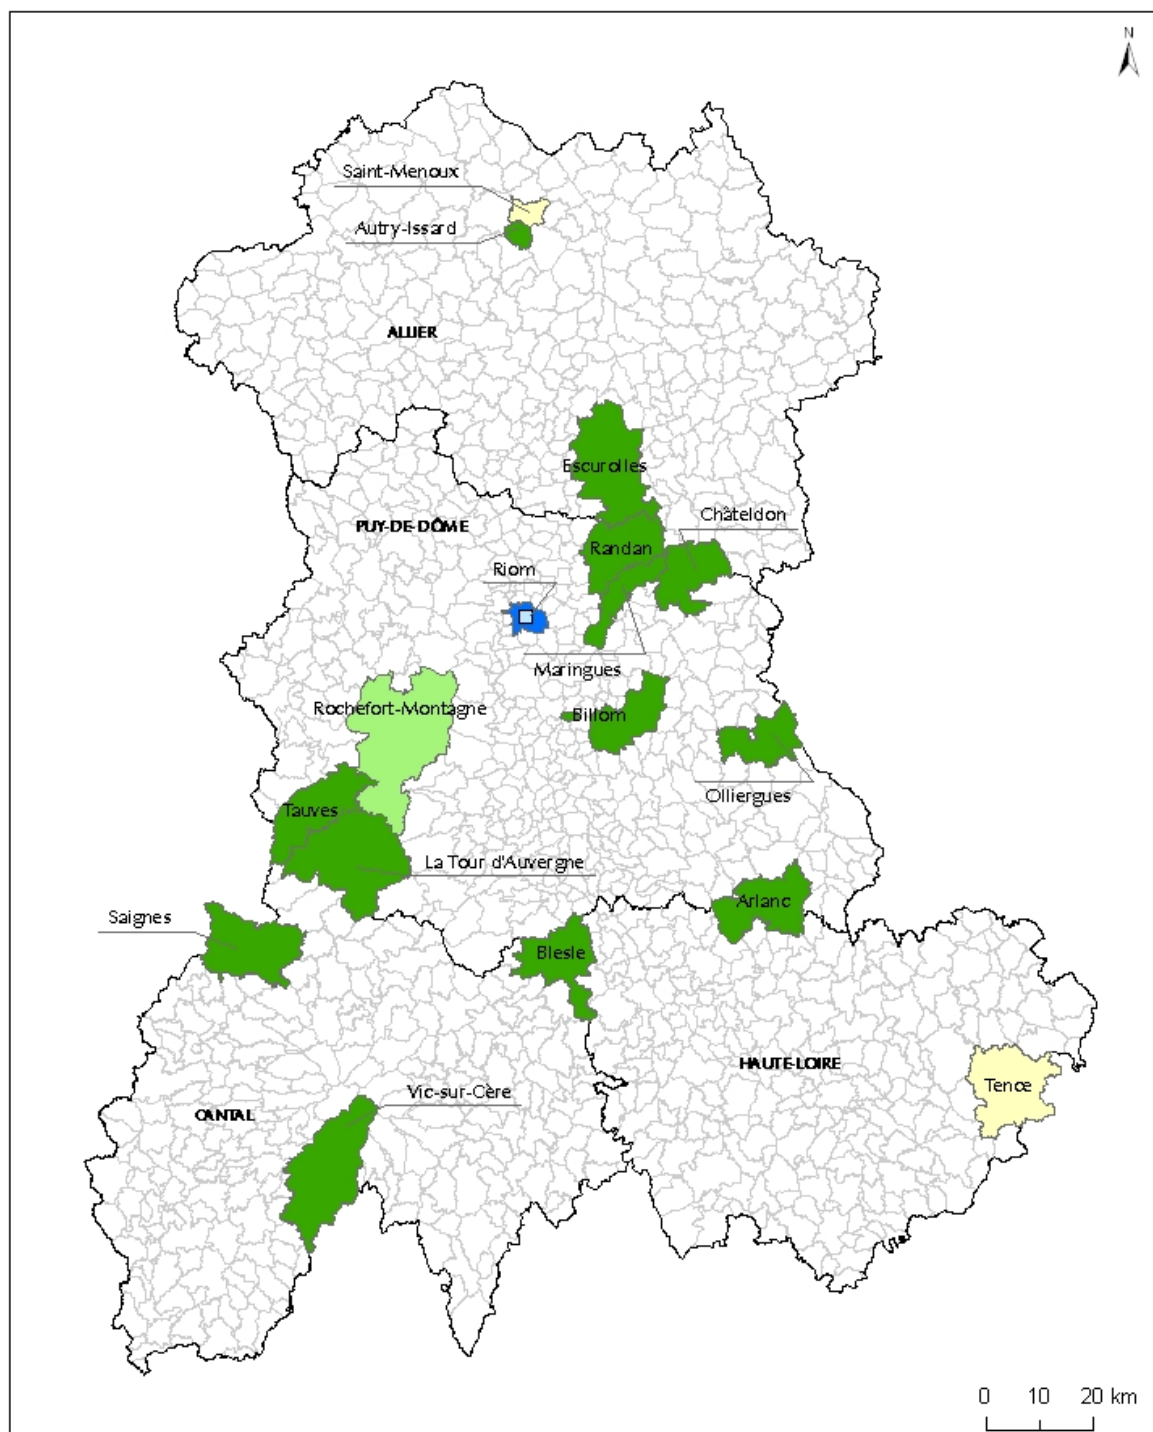 N
Saint-Menoux
Autry-Issard
ALLIER
Escurolles
Châteldon
PUY-DE-DÔME
Randan
Riom
Maringues
Rochefort-Montagne
Billom
Olliergues
Tauves
La Tour d'Auvergne
Arlanc
Saignes
Blesle
HAUTE-LOIRE
Tence
Vic-sur-Cère
CANTAL
0 10 20 km